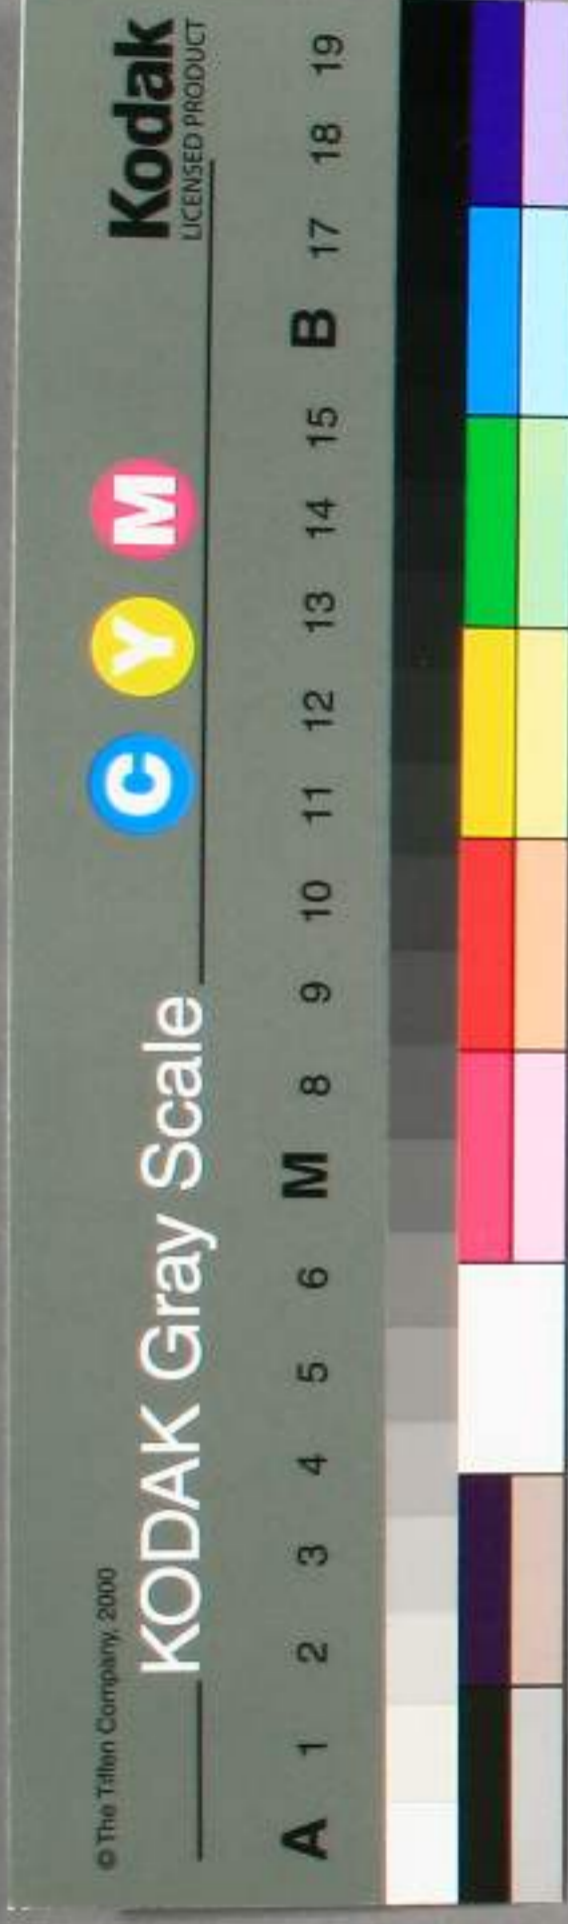 © The Tiffen Company, 2000
KODAK Gray Scale
C Y M
Kodak
LICENSED PRODUCT
A 1 2 3 4 5 6 M 8 9 10 11 12 13 14 15 B 17 18 19